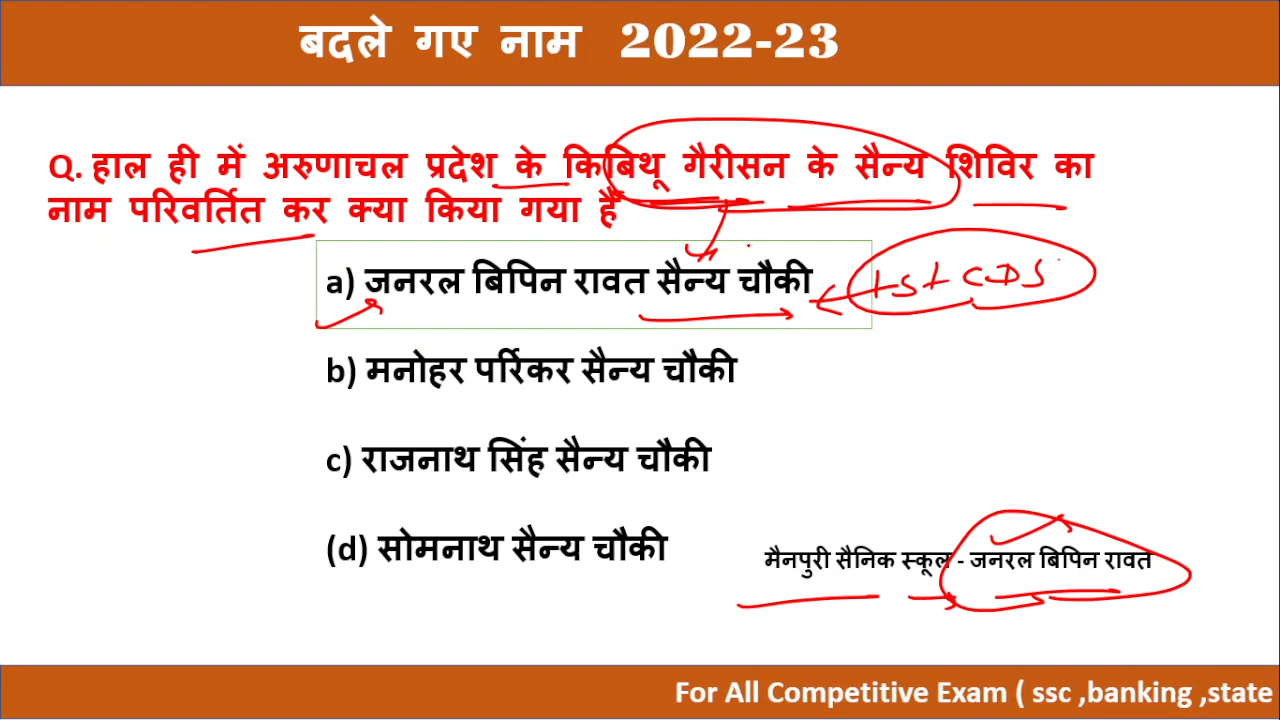 बदले गए नाम 2022-23
Q. हाल ही में अरुणाचल प्रदेश के किबिथू गैरीसन के सैन्य शिविर का
नाम परिवर्तित कर क्या किया गया है
a) जनरल बिपिन रावत सैन्य चौकी
1st CDS
b) मनोहर पर्रिकर सैन्य चौकी
c) राजनाथ सिंह सैन्य चौकी
(d) सोमनाथ सैन्य चौकी
मैनपुरी सैनिक स्कूल - जनरल बिपिन रावत
For All Competitive Exam ( ssc ,banking ,state